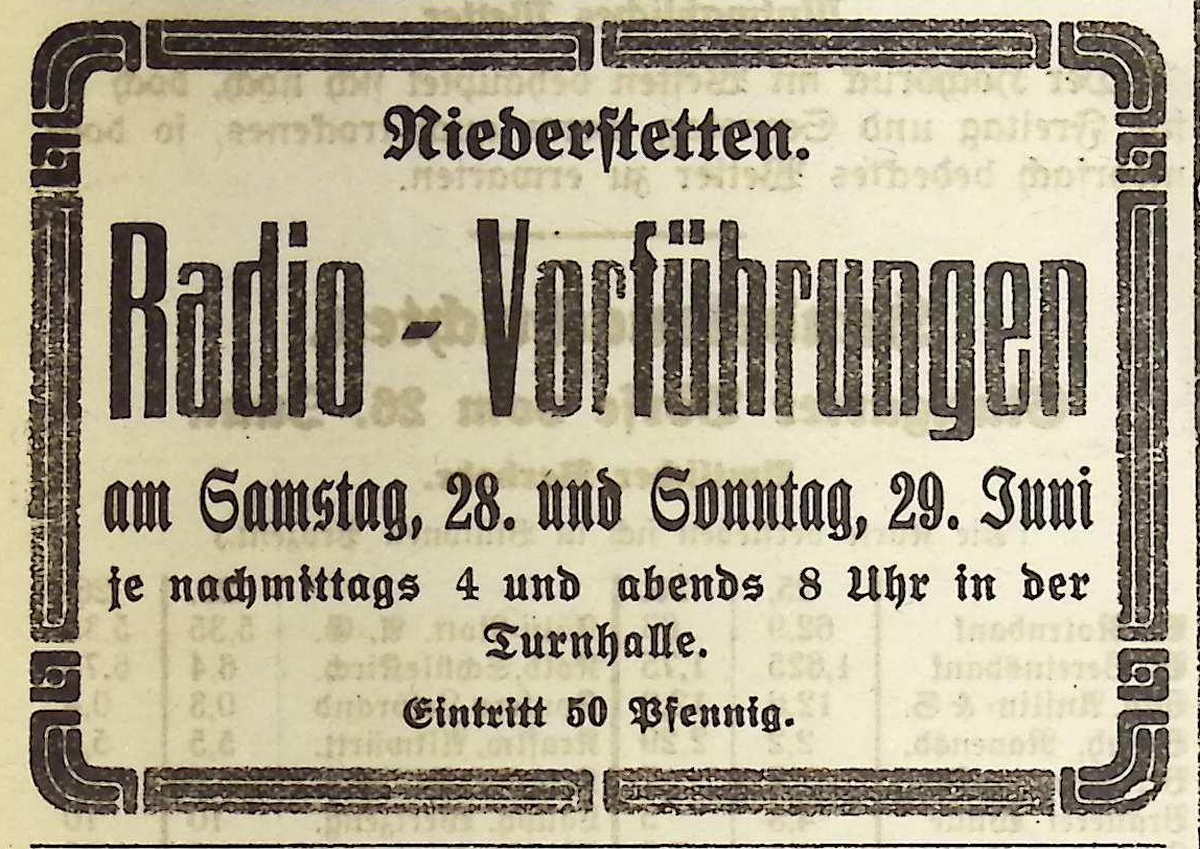 Niederstetten.
Radio - Vorführungen
am Samstag, 28. und Sonntag, 29. Juni
je nachmittags 4 und abends 8 Uhr in der
Turnhalle.
Eintritt 50 Pfennig.